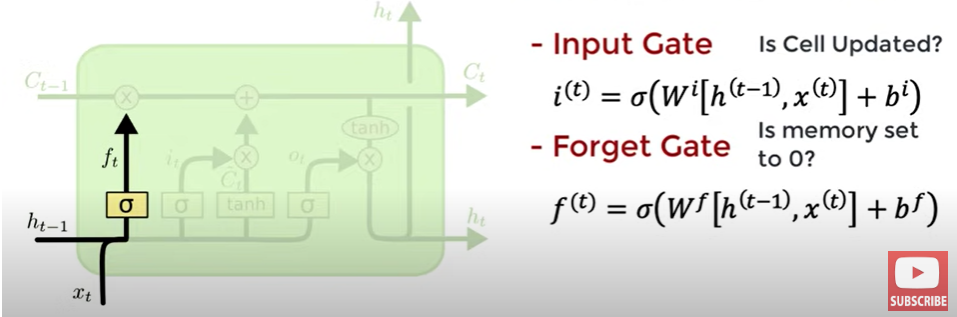 h_t
- Input Gate Is Cell Updated?
C_{t-1} × + C_t
i^{(t)} = σ(W^i[h^{(t-1)}, x^{(t)}] + b^i)
tanh
- Forget Gate Is memory set
to 0?
f_t i_t × o_t ×
C̃_t
σ σ tanh σ
f^{(t)} = σ(W^f[h^{(t-1)}, x^{(t)}] + b^f)
h_{t-1} h_t
x_t
SUBSCRIBE